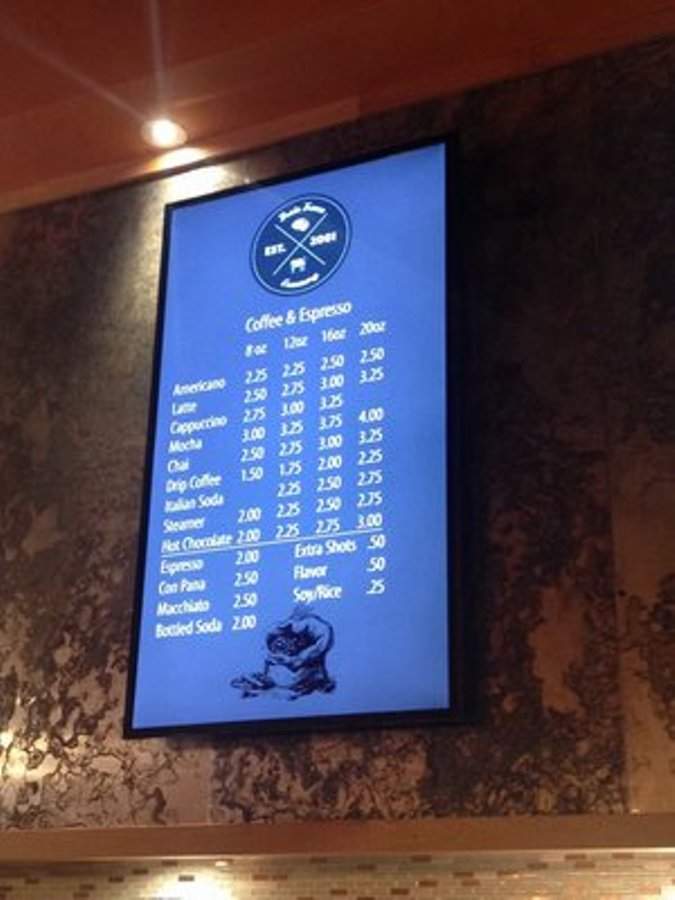 EST. 2001
Coffee & Espresso
8 oz 12oz 16oz 20oz
Americano 2.25 2.25 2.50 2.50
Latte 2.50 2.75 3.00 3.25
Cappuccino 2.75 3.00 3.25
Mocha 3.00 3.25 3.75 4.00
Chai 2.50 2.75 3.00 3.25
Drip Coffee 1.50 1.75 2.00 2.25
Italian Soda 2.25 2.50 2.75
Steamer 2.00 2.25 2.50 2.75
Hot Chocolate 2.00 2.25 2.75 3.00
Espresso 2.00 Extra Shots .50
Con Pana 2.50 Flavor .50
Macchiato 2.50 Soy/Rice .25
Bottled Soda 2.00